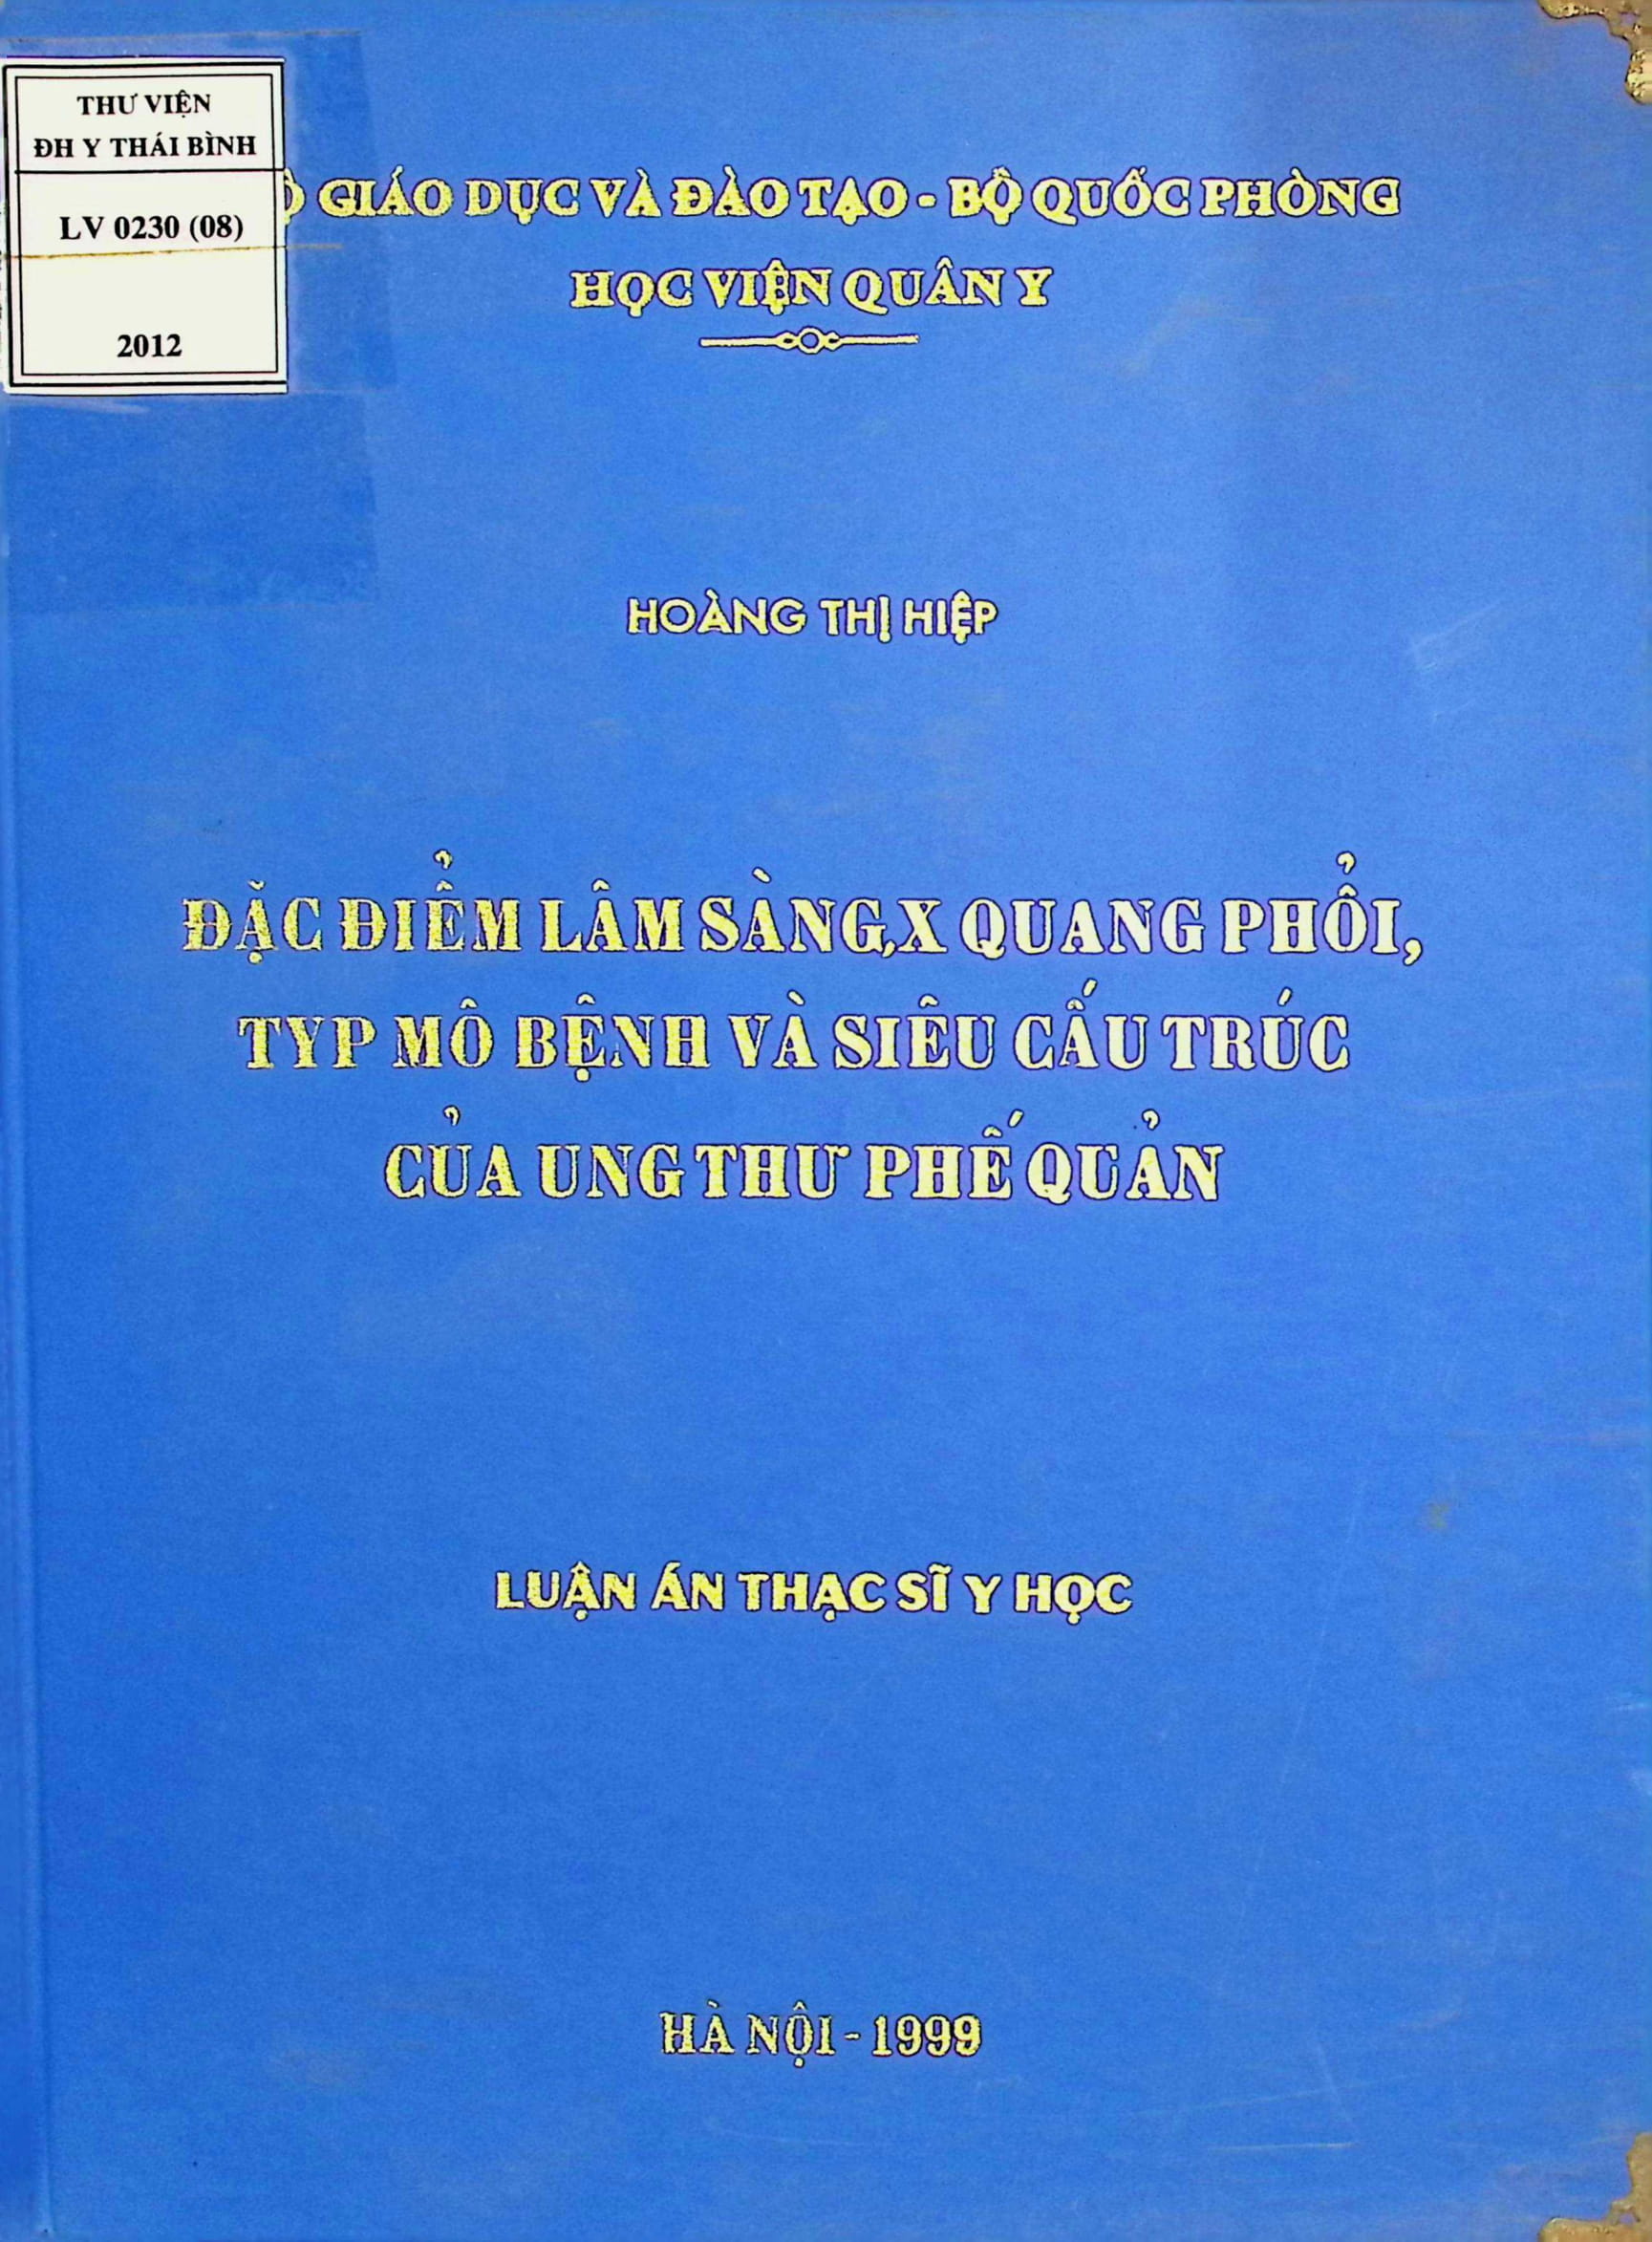 THƯ VIỆN
ĐH Y THÁI BÌNH
LV 0230 (08)
2012
GIÁO DỤC VÀ ĐÀO TẠO - BỘ QUỐC PHÒNG
HỌC VIỆN QUÂN Y
HOÀNG THỊ HIỆP
ĐẶC ĐIỂM LÂM SÀNG,X QUANG PHỔI,
TYP MÔ BỆNH VÀ SIÊU CẤU TRÚC
CỦA UNG THƯ PHẾ QUẢN
LUẬN ÁN THẠC SĨ Y HỌC
HÀ NỘI - 1999